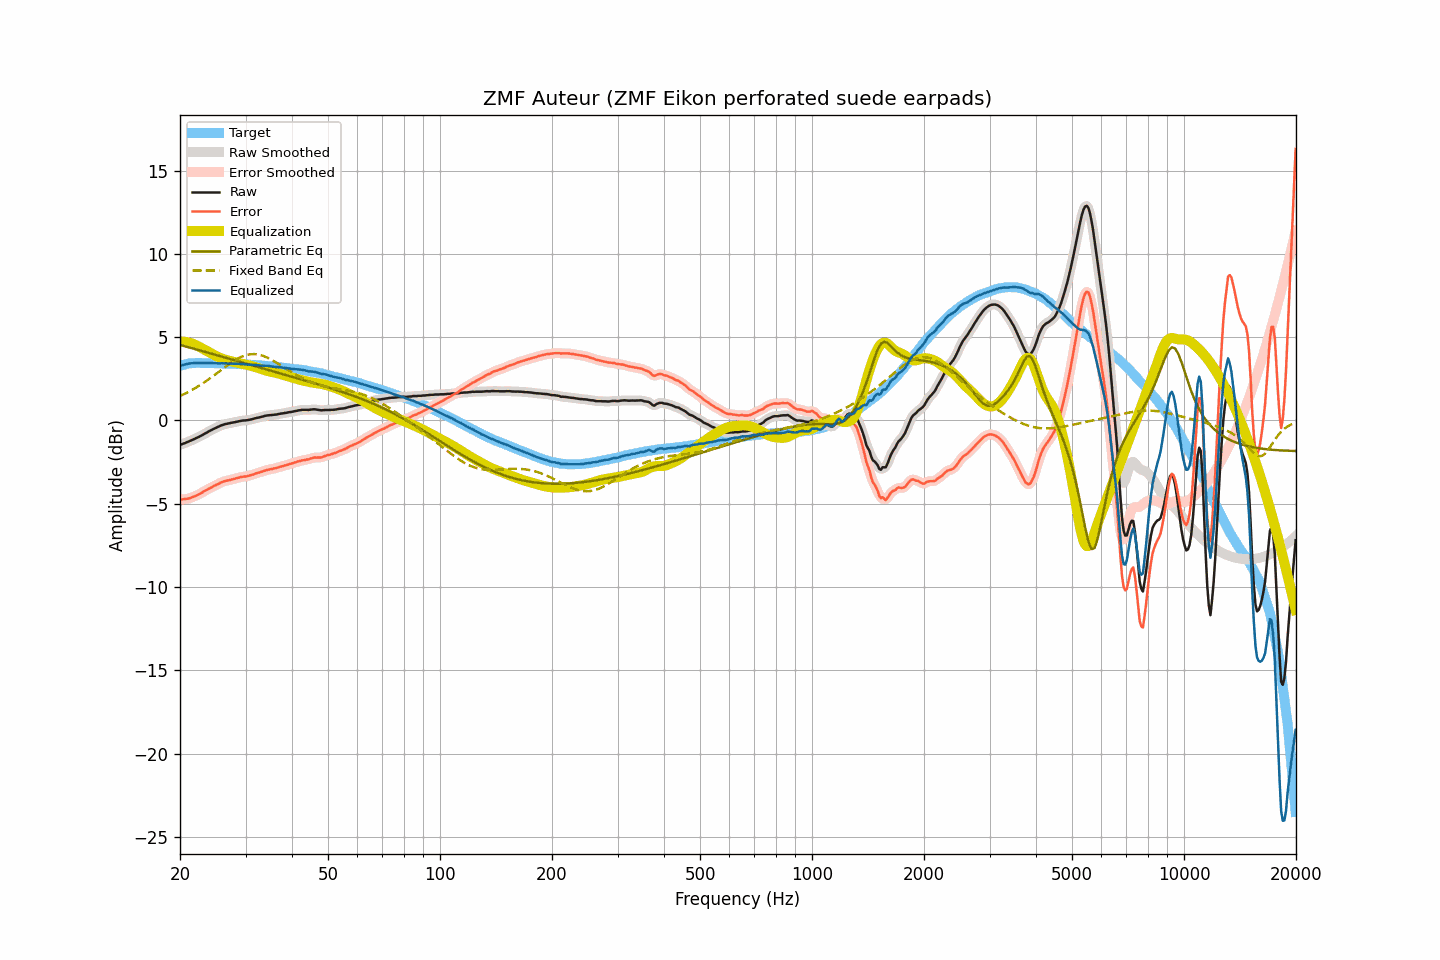 ZMF Auteur (ZMF Eikon perforated suede earpads)
Target
Raw Smoothed
Error Smoothed
Raw
Error
Equalization
Parametric Eq
Fixed Band Eq
Equalized
Amplitude (dBr)
15
10
5
0
−5
−10
−15
−20
−25
20 50 100 200 500 1000 2000 5000 10000 20000
Frequency (Hz)